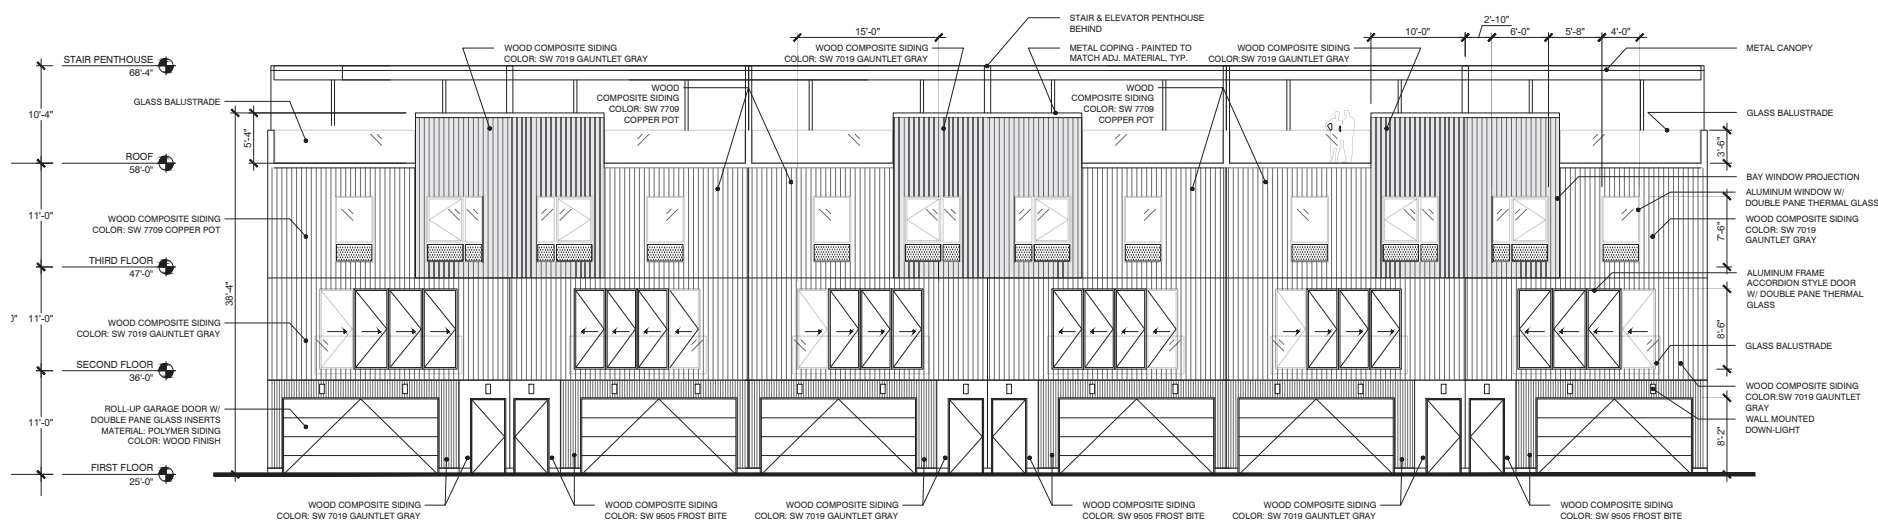 STAIR & ELEVATOR PENTHOUSE
BEHIND
15'-0"
10'-0"
2'-10"
6'-0"
5'-8"
4'-0"
WOOD COMPOSITE SIDING
COLOR: SW 7019 GAUNTLET GRAY
WOOD COMPOSITE SIDING
COLOR: SW 7019 GAUNTLET GRAY
METAL COPING - PAINTED TO
MATCH ADJ. MATERIAL, TYP.
WOOD COMPOSITE SIDING
COLOR:SW 7019 GAUNTLET GRAY
METAL CANOPY
STAIR PENTHOUSE
68'-4"
GLASS BALUSTRADE
WOOD
COMPOSITE SIDING
COLOR: SW 7709
COPPER POT
WOOD
COMPOSITE SIDING
COLOR: SW 7709
COPPER POT
GLASS BALUSTRADE
10'-4"
5'-4"
3'-6"
ROOF
58'-0"
BAY WINDOW PROJECTION
ALUMINUM WINDOW W/
DOUBLE PANE THERMAL GLASS
11'-0"
WOOD COMPOSITE SIDING
COLOR: SW 7709 COPPER POT
7'-6"
WOOD COMPOSITE SIDING
COLOR: SW 7019
GAUNTLET GRAY
THIRD FLOOR
47'-0"
38'-4"
ALUMINUM FRAME
ACCORDION STYLE DOOR
W/ DOUBLE PANE THERMAL
GLASS
0"
11'-0"
WOOD COMPOSITE SIDING
COLOR: SW 7019 GAUNTLET GRAY
8'-6"
GLASS BALUSTRADE
SECOND FLOOR
36'-0"
WOOD COMPOSITE SIDING
COLOR:SW 7019 GAUNTLET
GRAY
WALL MOUNTED
DOWN-LIGHT
11'-0"
ROLL-UP GARAGE DOOR W/
DOUBLE PANE GLASS INSERTS
MATERIAL: POLYMER SIDING
COLOR: WOOD FINISH
8'-2"
FIRST FLOOR
25'-0"
WOOD COMPOSITE SIDING
COLOR: SW 7019 GAUNTLET GRAY
WOOD COMPOSITE SIDING
COLOR: SW 9505 FROST BITE
WOOD COMPOSITE SIDING
COLOR: SW 7019 GAUNTLET GRAY
WOOD COMPOSITE SIDING
COLOR: SW 9505 FROST BITE
WOOD COMPOSITE SIDING
COLOR: SW 7019 GAUNTLET GRAY
WOOD COMPOSITE SIDING
COLOR: SW 9505 FROST BITE